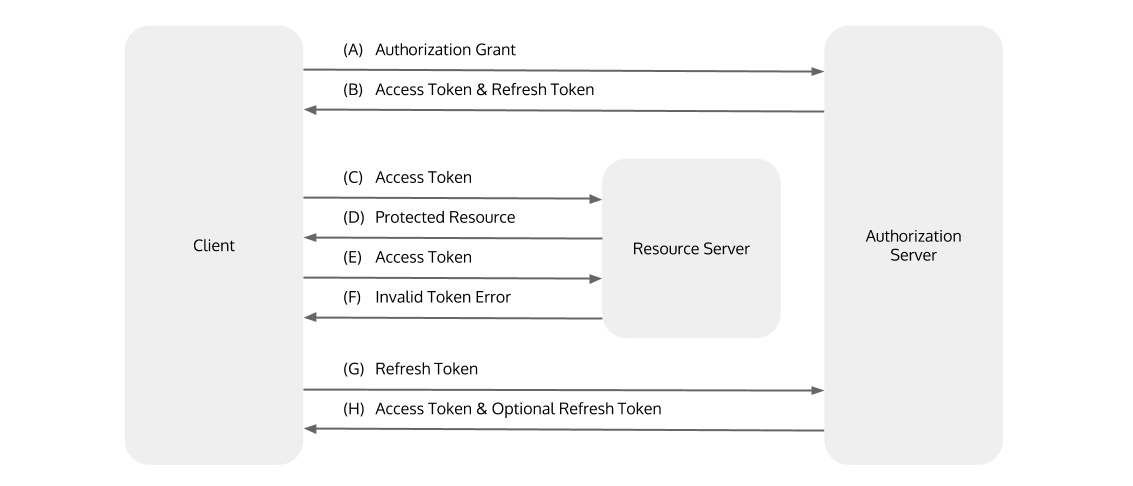 (A) Authorization Grant
(B) Access Token & Refresh Token
(C) Access Token
(D) Protected Resource
(E) Access Token
(F) Invalid Token Error
(G) Refresh Token
(H) Access Token & Optional Refresh Token
Client
Resource Server
Authorization
Server